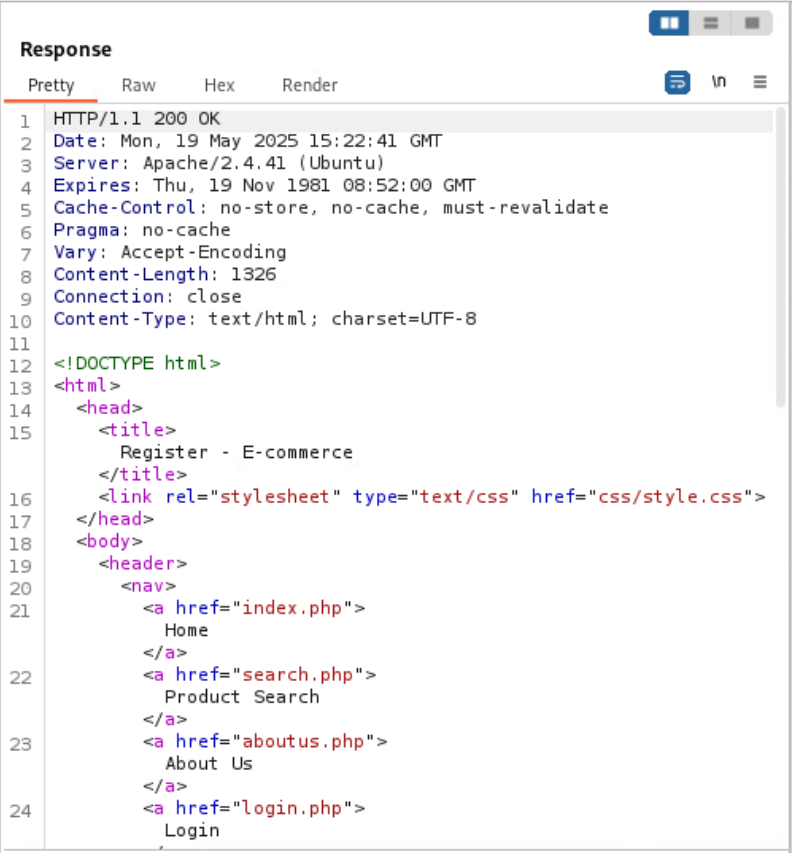 Response
Pretty Raw Hex Render \n
1 HTTP/1.1 200 OK
2 Date: Mon, 19 May 2025 15:22:41 GMT
3 Server: Apache/2.4.41 (Ubuntu)
4 Expires: Thu, 19 Nov 1981 08:52:00 GMT
5 Cache-Control: no-store, no-cache, must-revalidate
6 Pragma: no-cache
7 Vary: Accept-Encoding
8 Content-Length: 1326
9 Connection: close
10 Content-Type: text/html; charset=UTF-8
11
12 <!DOCTYPE html>
13 <html>
14 <head>
15 <title>
Register - E-commerce
</title>
16 <link rel="stylesheet" type="text/css" href="css/style.css">
17 </head>
18 <body>
19 <header>
20 <nav>
21 <a href="index.php">
Home
</a>
22 <a href="search.php">
Product Search
</a>
23 <a href="aboutus.php">
About Us
</a>
24 <a href="login.php">
Login